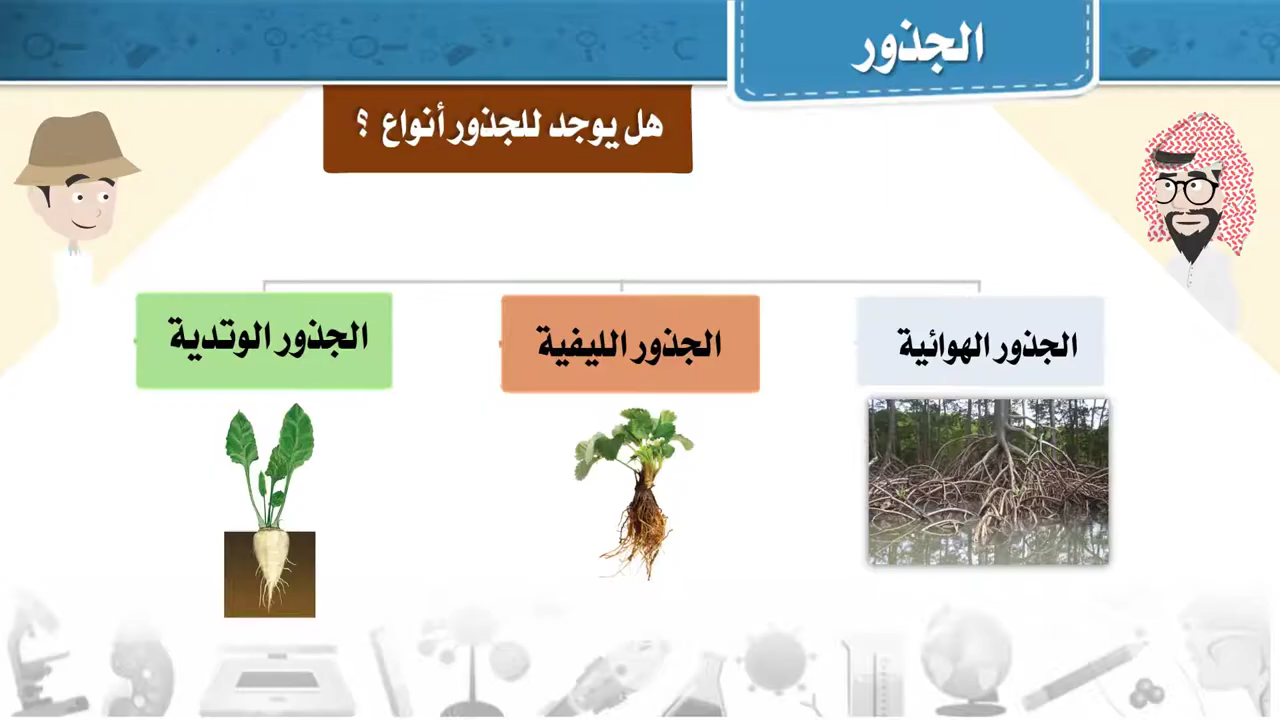 الجذور
هل يوجد للجذور أنواع ؟
الجذور الهوائية
الجذور الليفية
الجذور الوتدية